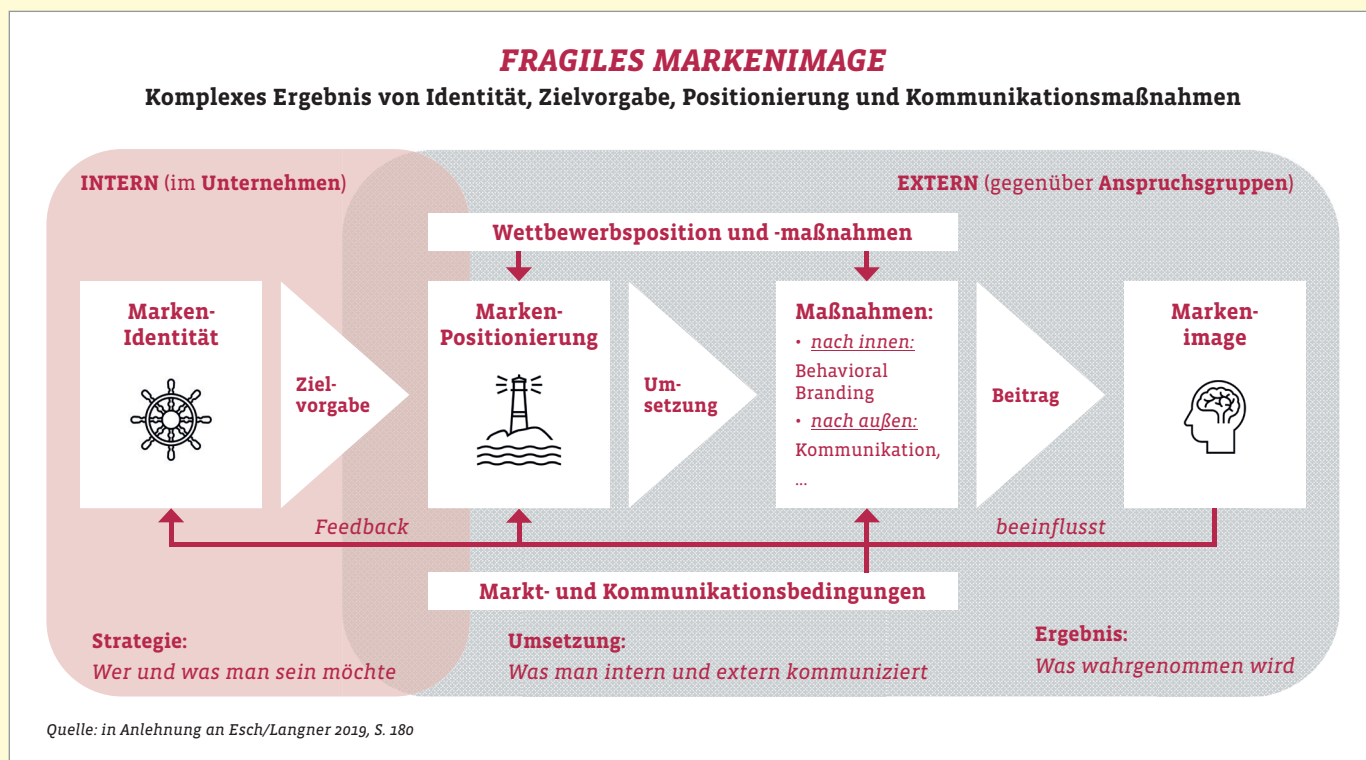 FRAGILES MARKENIMAGE
Komplexes Ergebnis von Identität, Zielvorgabe, Positionierung und Kommunikationsmaßnahmen
INTERN (im Unternehmen)
EXTERN (gegenüber Anspruchsgruppen)
Wettbewerbsposition und -maßnahmen
Marken-
Identität
Ziel-
vorgabe
Marken-
Positionierung
Um-
setzung
Maßnahmen:
• nach innen:
Behavioral
Branding
• nach außen:
Kommunikation,
...
Beitrag
Marken-
image
Feedback
beeinflusst
Markt- und Kommunikationsbedingungen
Strategie:
Wer und was man sein möchte
Umsetzung:
Was man intern und extern kommuniziert
Ergebnis:
Was wahrgenommen wird
Quelle: in Anlehnung an Esch/Langner 2019, S. 180